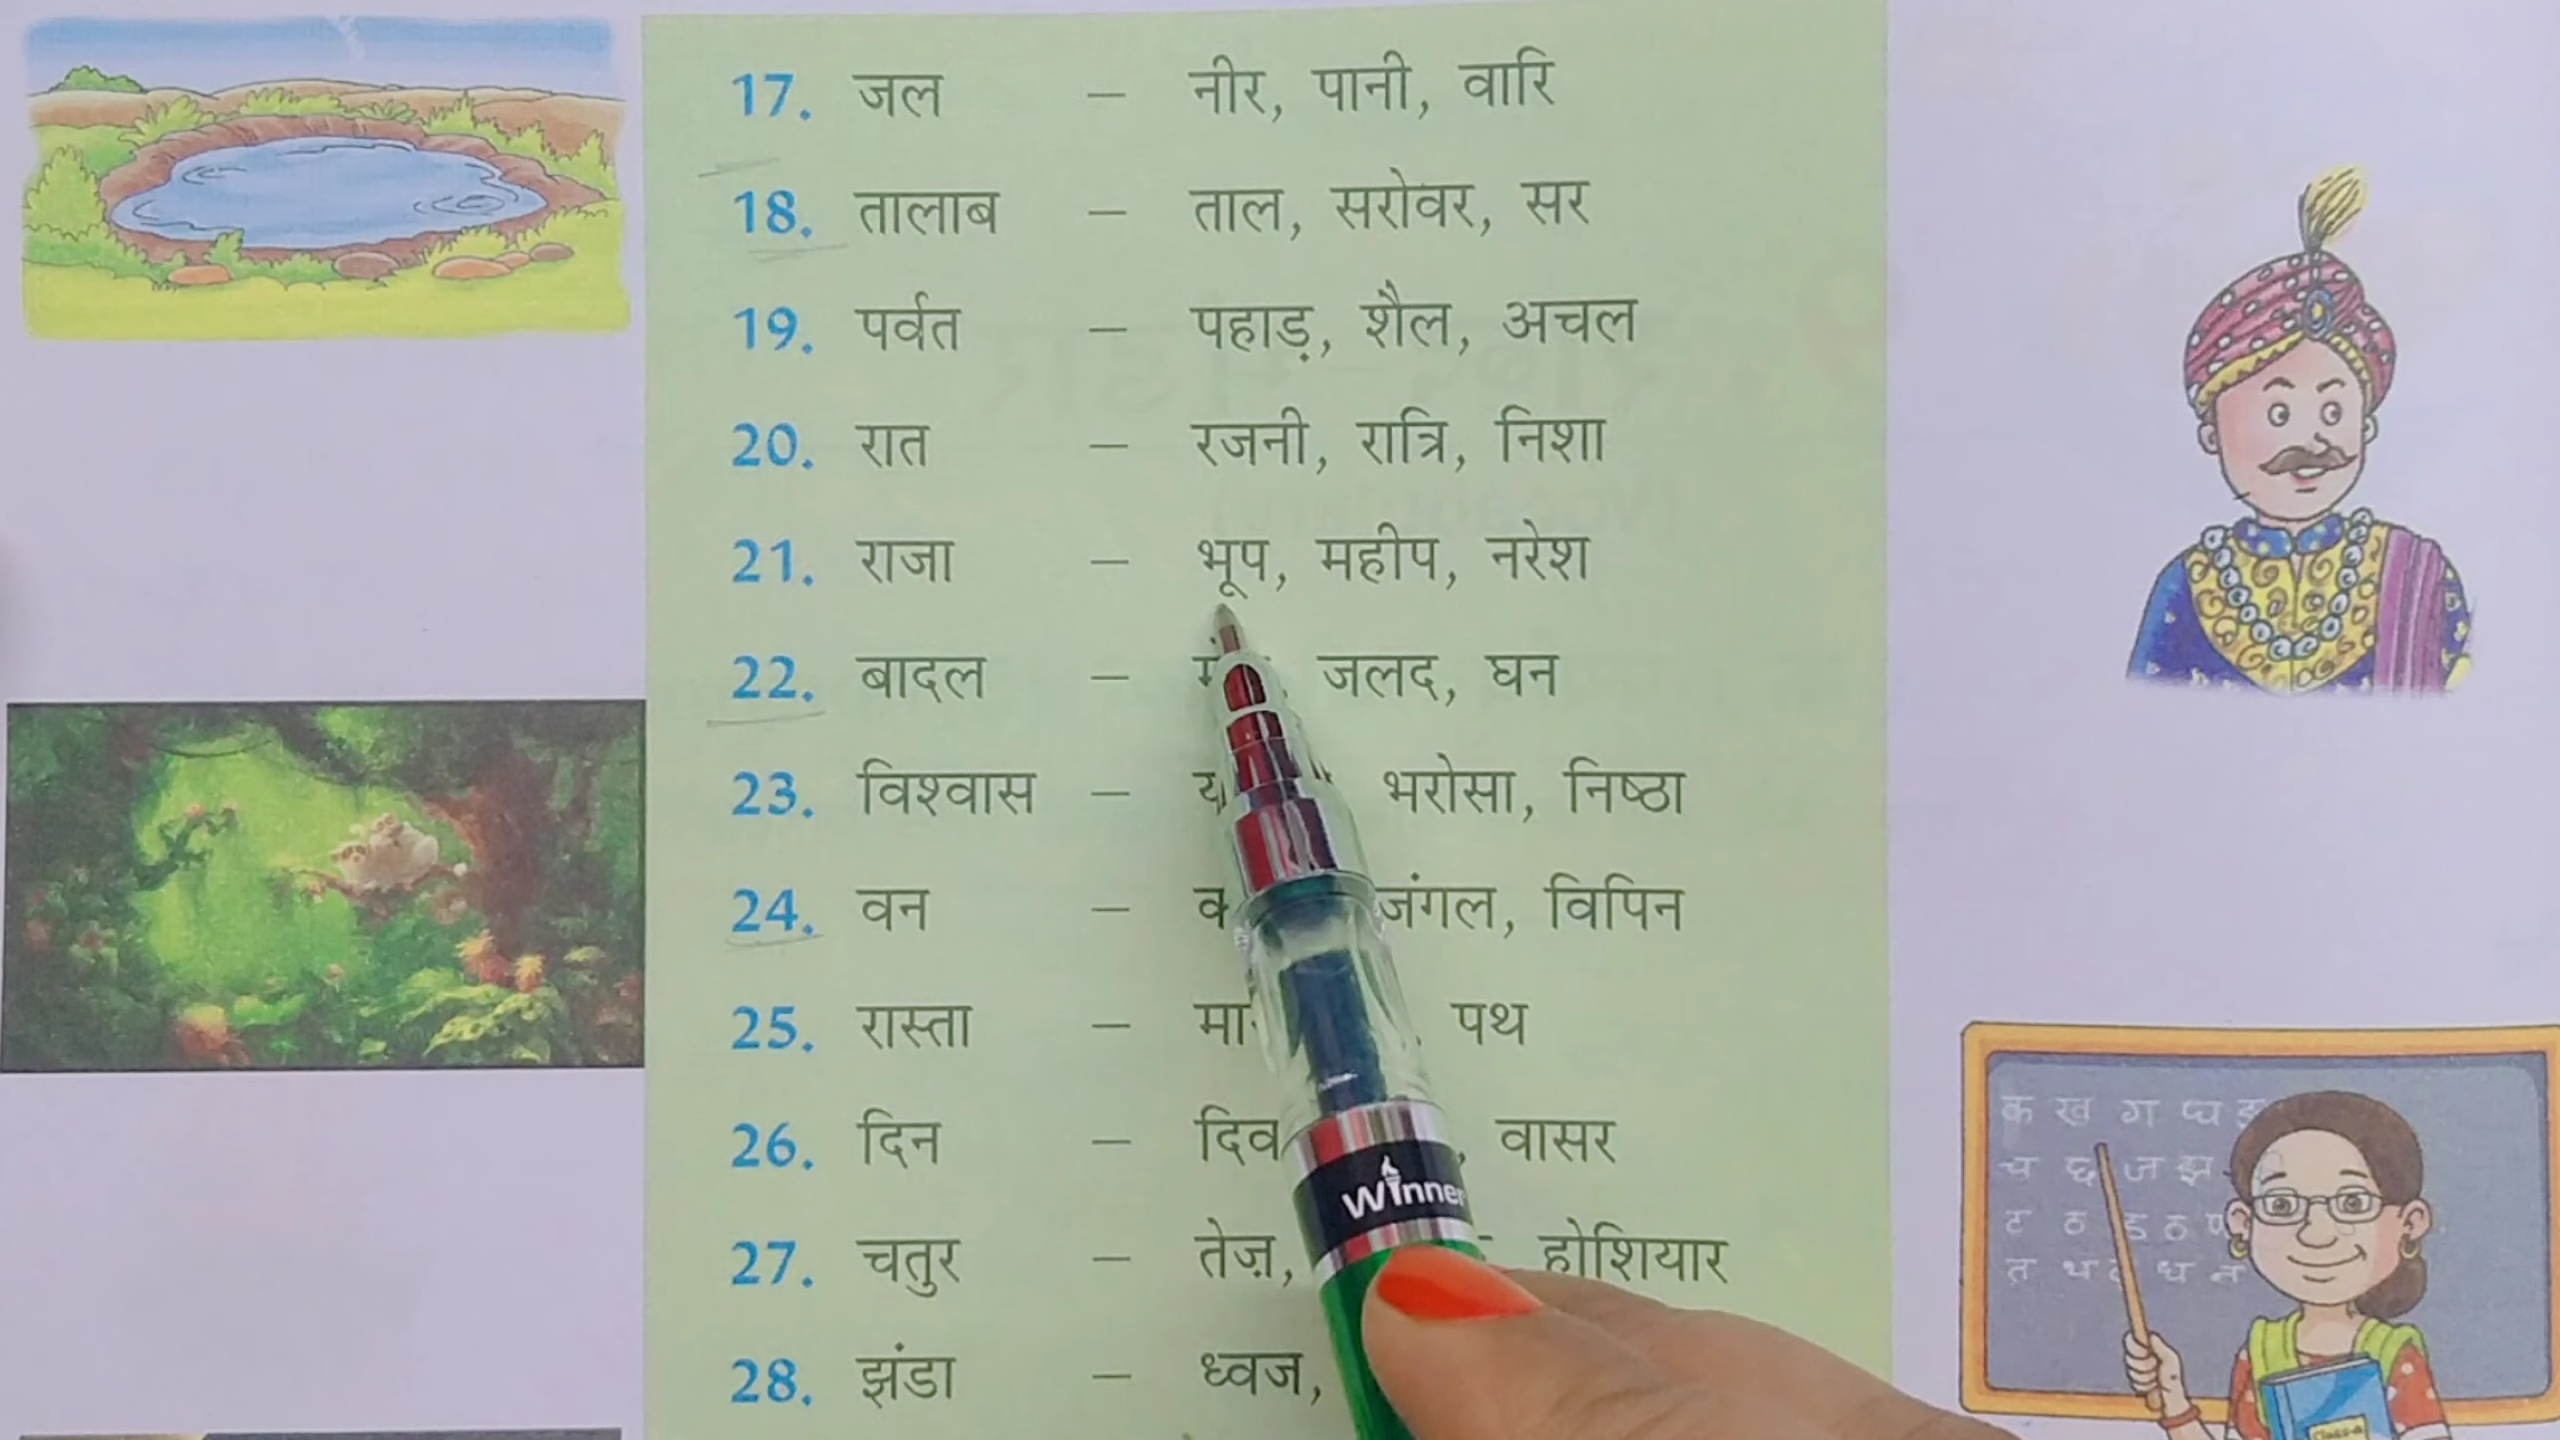 17. जल – नीर, पानी, वारि
18. तालाब – ताल, सरोवर, सर
19. पर्वत – पहाड़, शैल, अचल
20. रात – रजनी, रात्रि, निशा
21. राजा – भूप, महीप, नरेश
22. बादल – जलद, घन
23. विश्वास – भरोसा, निष्ठा
24. वन – जंगल, विपिन
25. रास्ता – पथ
26. दिन – वासर
27. चतुर – तेज़, होशियार
28. झंडा – ध्वज,
Winner
क ख ग घ ङ
च छ ज झ
ट ठ ड
त थ ध न